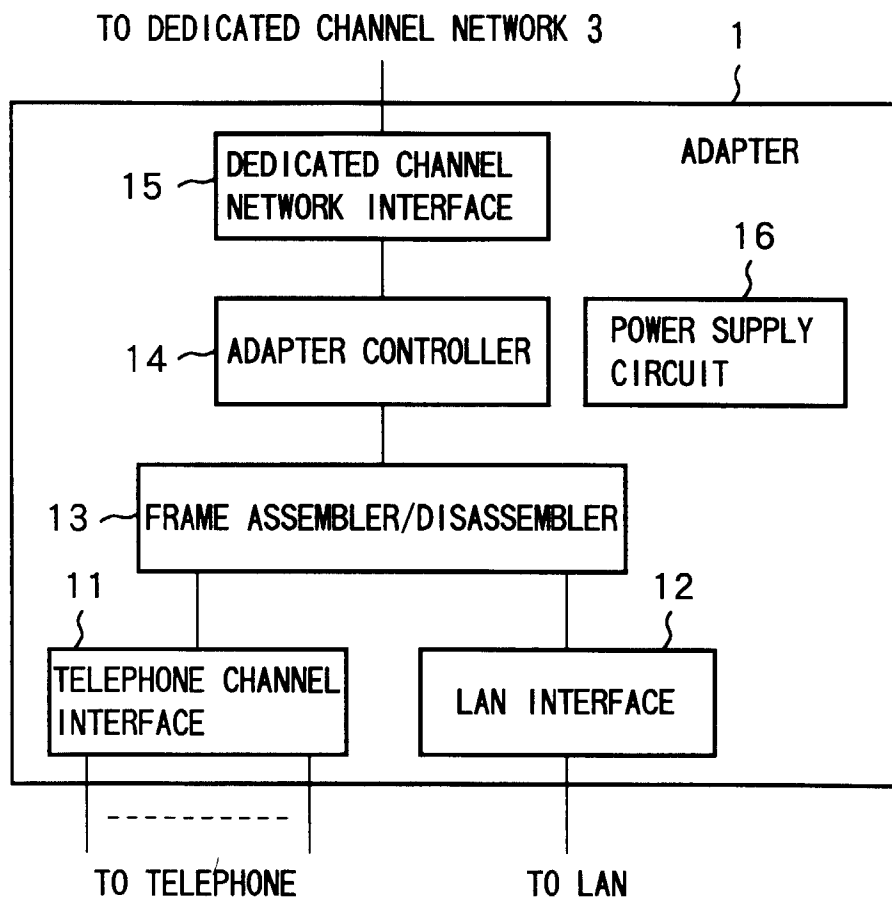 TO DEDICATED CHANNEL NETWORK 3
1
ADAPTER
15
DEDICATED CHANNEL
NETWORK INTERFACE
16
POWER SUPPLY
CIRCUIT
14
ADAPTER CONTROLLER
13
FRAME ASSEMBLER/DISASSEMBLER
11
12
TELEPHONE CHANNEL
INTERFACE
LAN INTERFACE
TO TELEPHONE
TO LAN